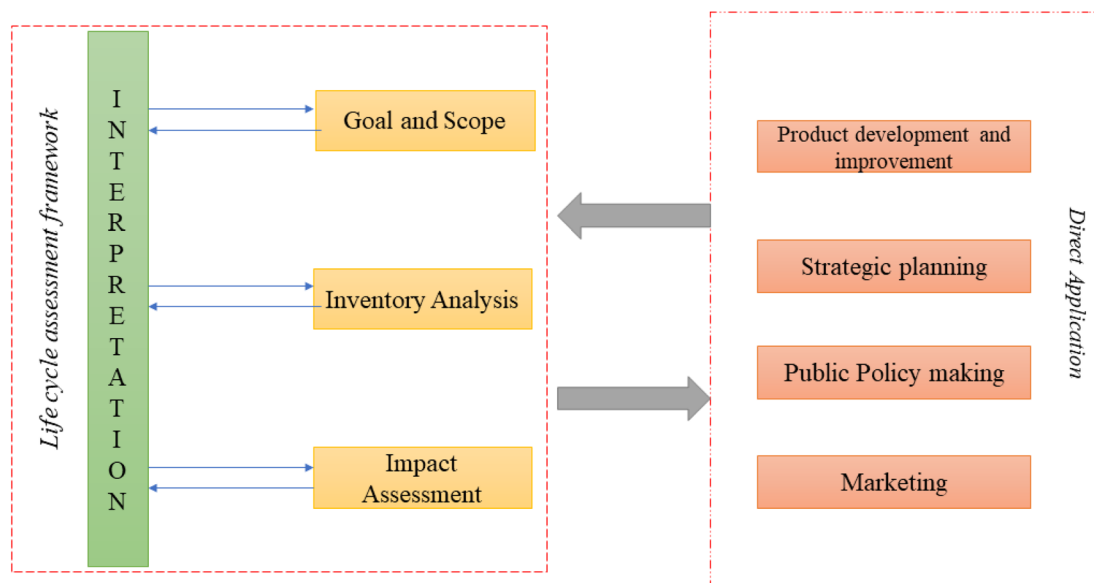 Life cycle assessment framework
INTERPRETATION
Goal and Scope
Inventory Analysis
Impact
Assessment
Product development and
improvement
Strategic planning
Public Policy making
Marketing
Direct Application